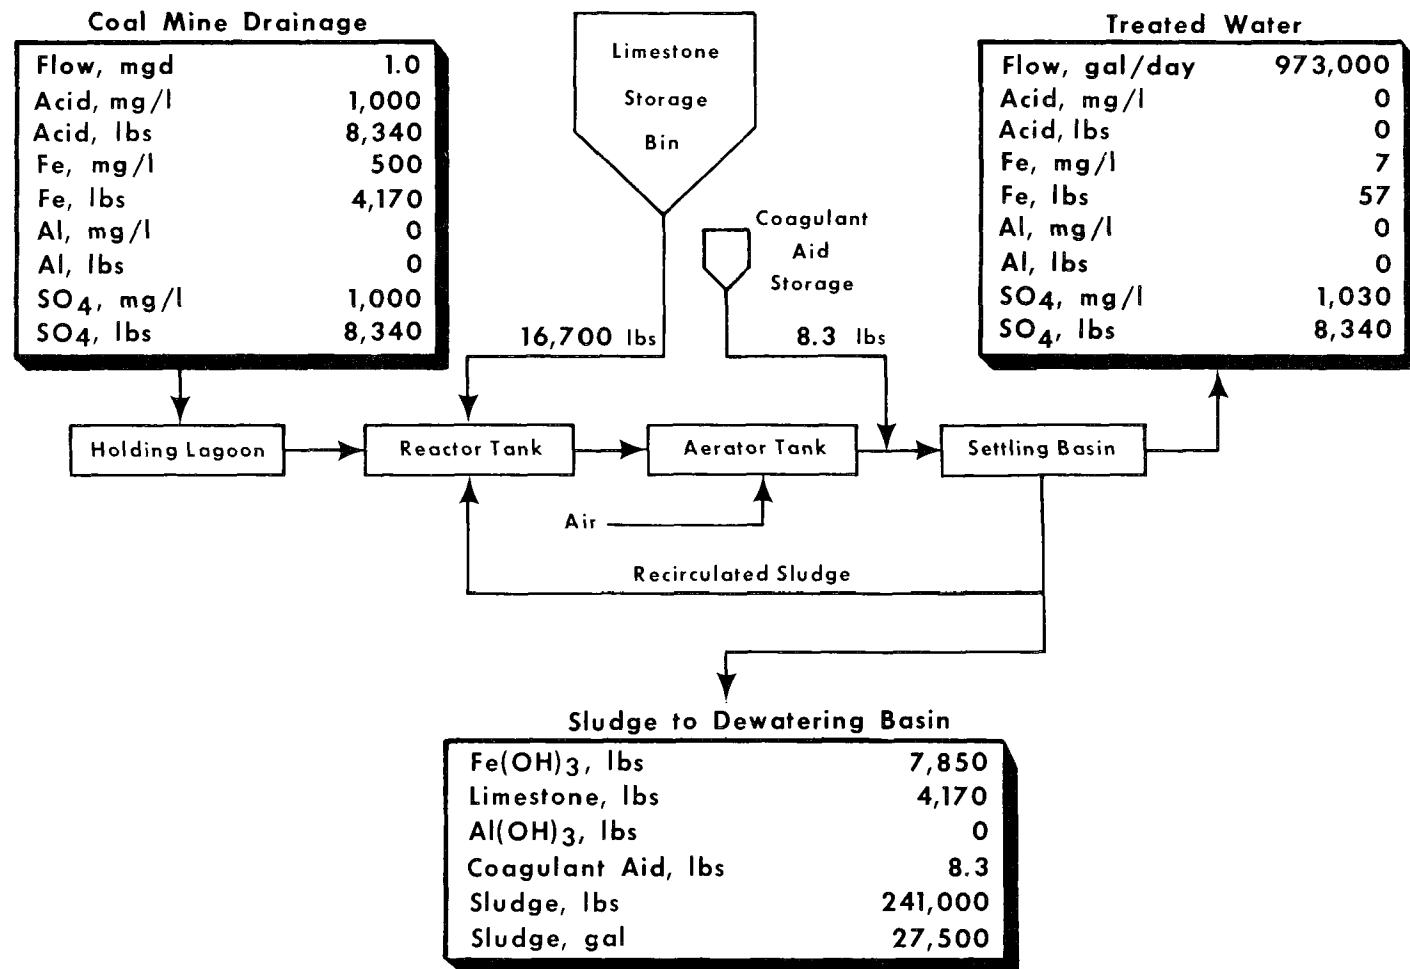 Coal Mine Drainage
Flow, mgd 1.0
Acid, mg/l 1,000
Acid, lbs 8,340
Fe, mg/l 500
Fe, lbs 4,170
Al, mg/l 0
Al, lbs 0
SO4, mg/l 1,000
SO4, lbs 8,340
Limestone
Storage
Bin
Coagulant
Aid
Storage
Treated Water
Flow, gal/day 973,000
Acid, mg/l 0
Acid, lbs 0
Fe, mg/l 7
Fe, lbs 57
Al, mg/l 0
Al, lbs 0
SO4, mg/l 1,030
SO4, lbs 8,340
16,700 lbs
8.3 lbs
Holding Lagoon
Reactor Tank
Aerator Tank
Settling Basin
Air
Recirculated Sludge
Sludge to Dewatering Basin
Fe(OH)3, lbs 7,850
Limestone, lbs 4,170
Al(OH)3, lbs 0
Coagulant Aid, lbs 8.3
Sludge, lbs 241,000
Sludge, gal 27,500